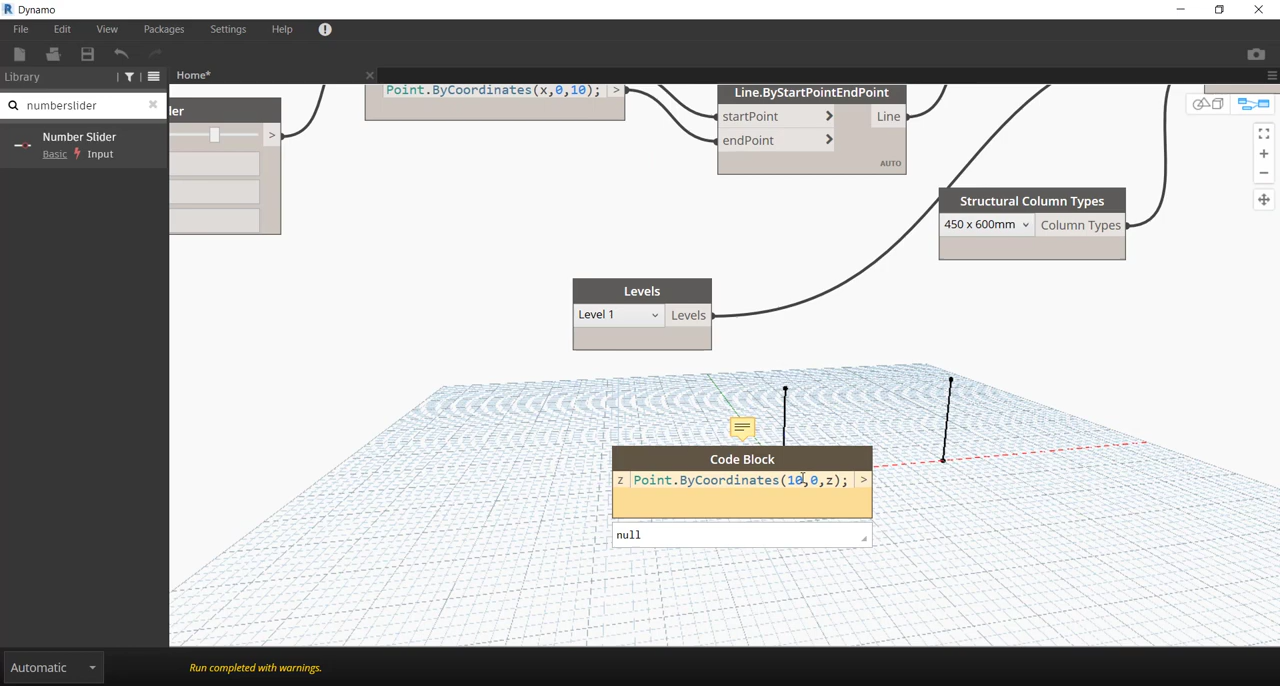 Dynamo
File Edit View Packages Settings Help
Library
Home*
numberslider
Number Slider
Basic Input
ler
>
Point.ByCoordinates(x,0,10); >
Line.ByStartPointEndPoint
startPoint > Line
endPoint >
AUTO
Structural Column Types
450 x 600mm Column Types
Levels
Level 1 Levels
Code Block
z Point.ByCoordinates(10,0,z); >
null
Automatic
Run completed with warnings.